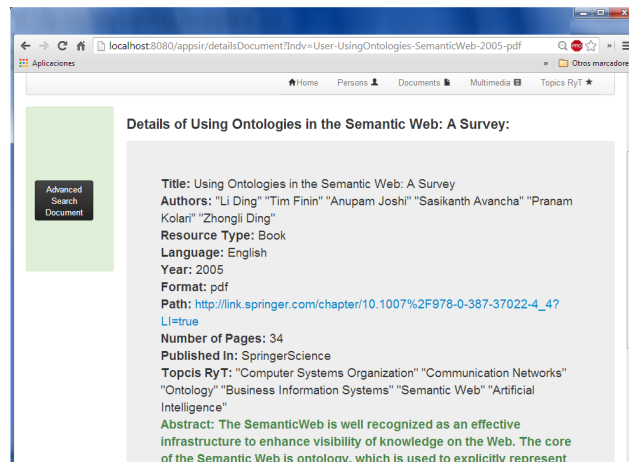 localhost:8080/appsir/detailsDocument?Indv=User-UsingOntologies-SemanticWeb-2005-pdf
Aplicaciones » Otros marcadore
Home Persons Documents Multimedia Topics RyT
Details of Using Ontologies in the Semantic Web: A Survey:
Advanced
Search
Document
Title: Using Ontologies in the Semantic Web: A Survey
Authors: "Li Ding" "Tim Finin" "Anupam Joshi" "Sasikanth Avancha" "Pranam
Kolari" "Zhongli Ding"
Resource Type: Book
Language: English
Year: 2005
Format: pdf
Path: http://link.springer.com/chapter/10.1007%2F978-0-387-37022-4_4?
LI=true
Number of Pages: 34
Published In: SpringerScience
Topcis RyT: "Computer Systems Organization" "Communication Networks"
"Ontology" "Business Information Systems" "Semantic Web" "Artificial
Intelligence"
Abstract: The SemanticWeb is well recognized as an effective
infrastructure to enhance visibility of knowledge on the Web. The core
of the Semantic Web is ontology, which is used to explicitly represent